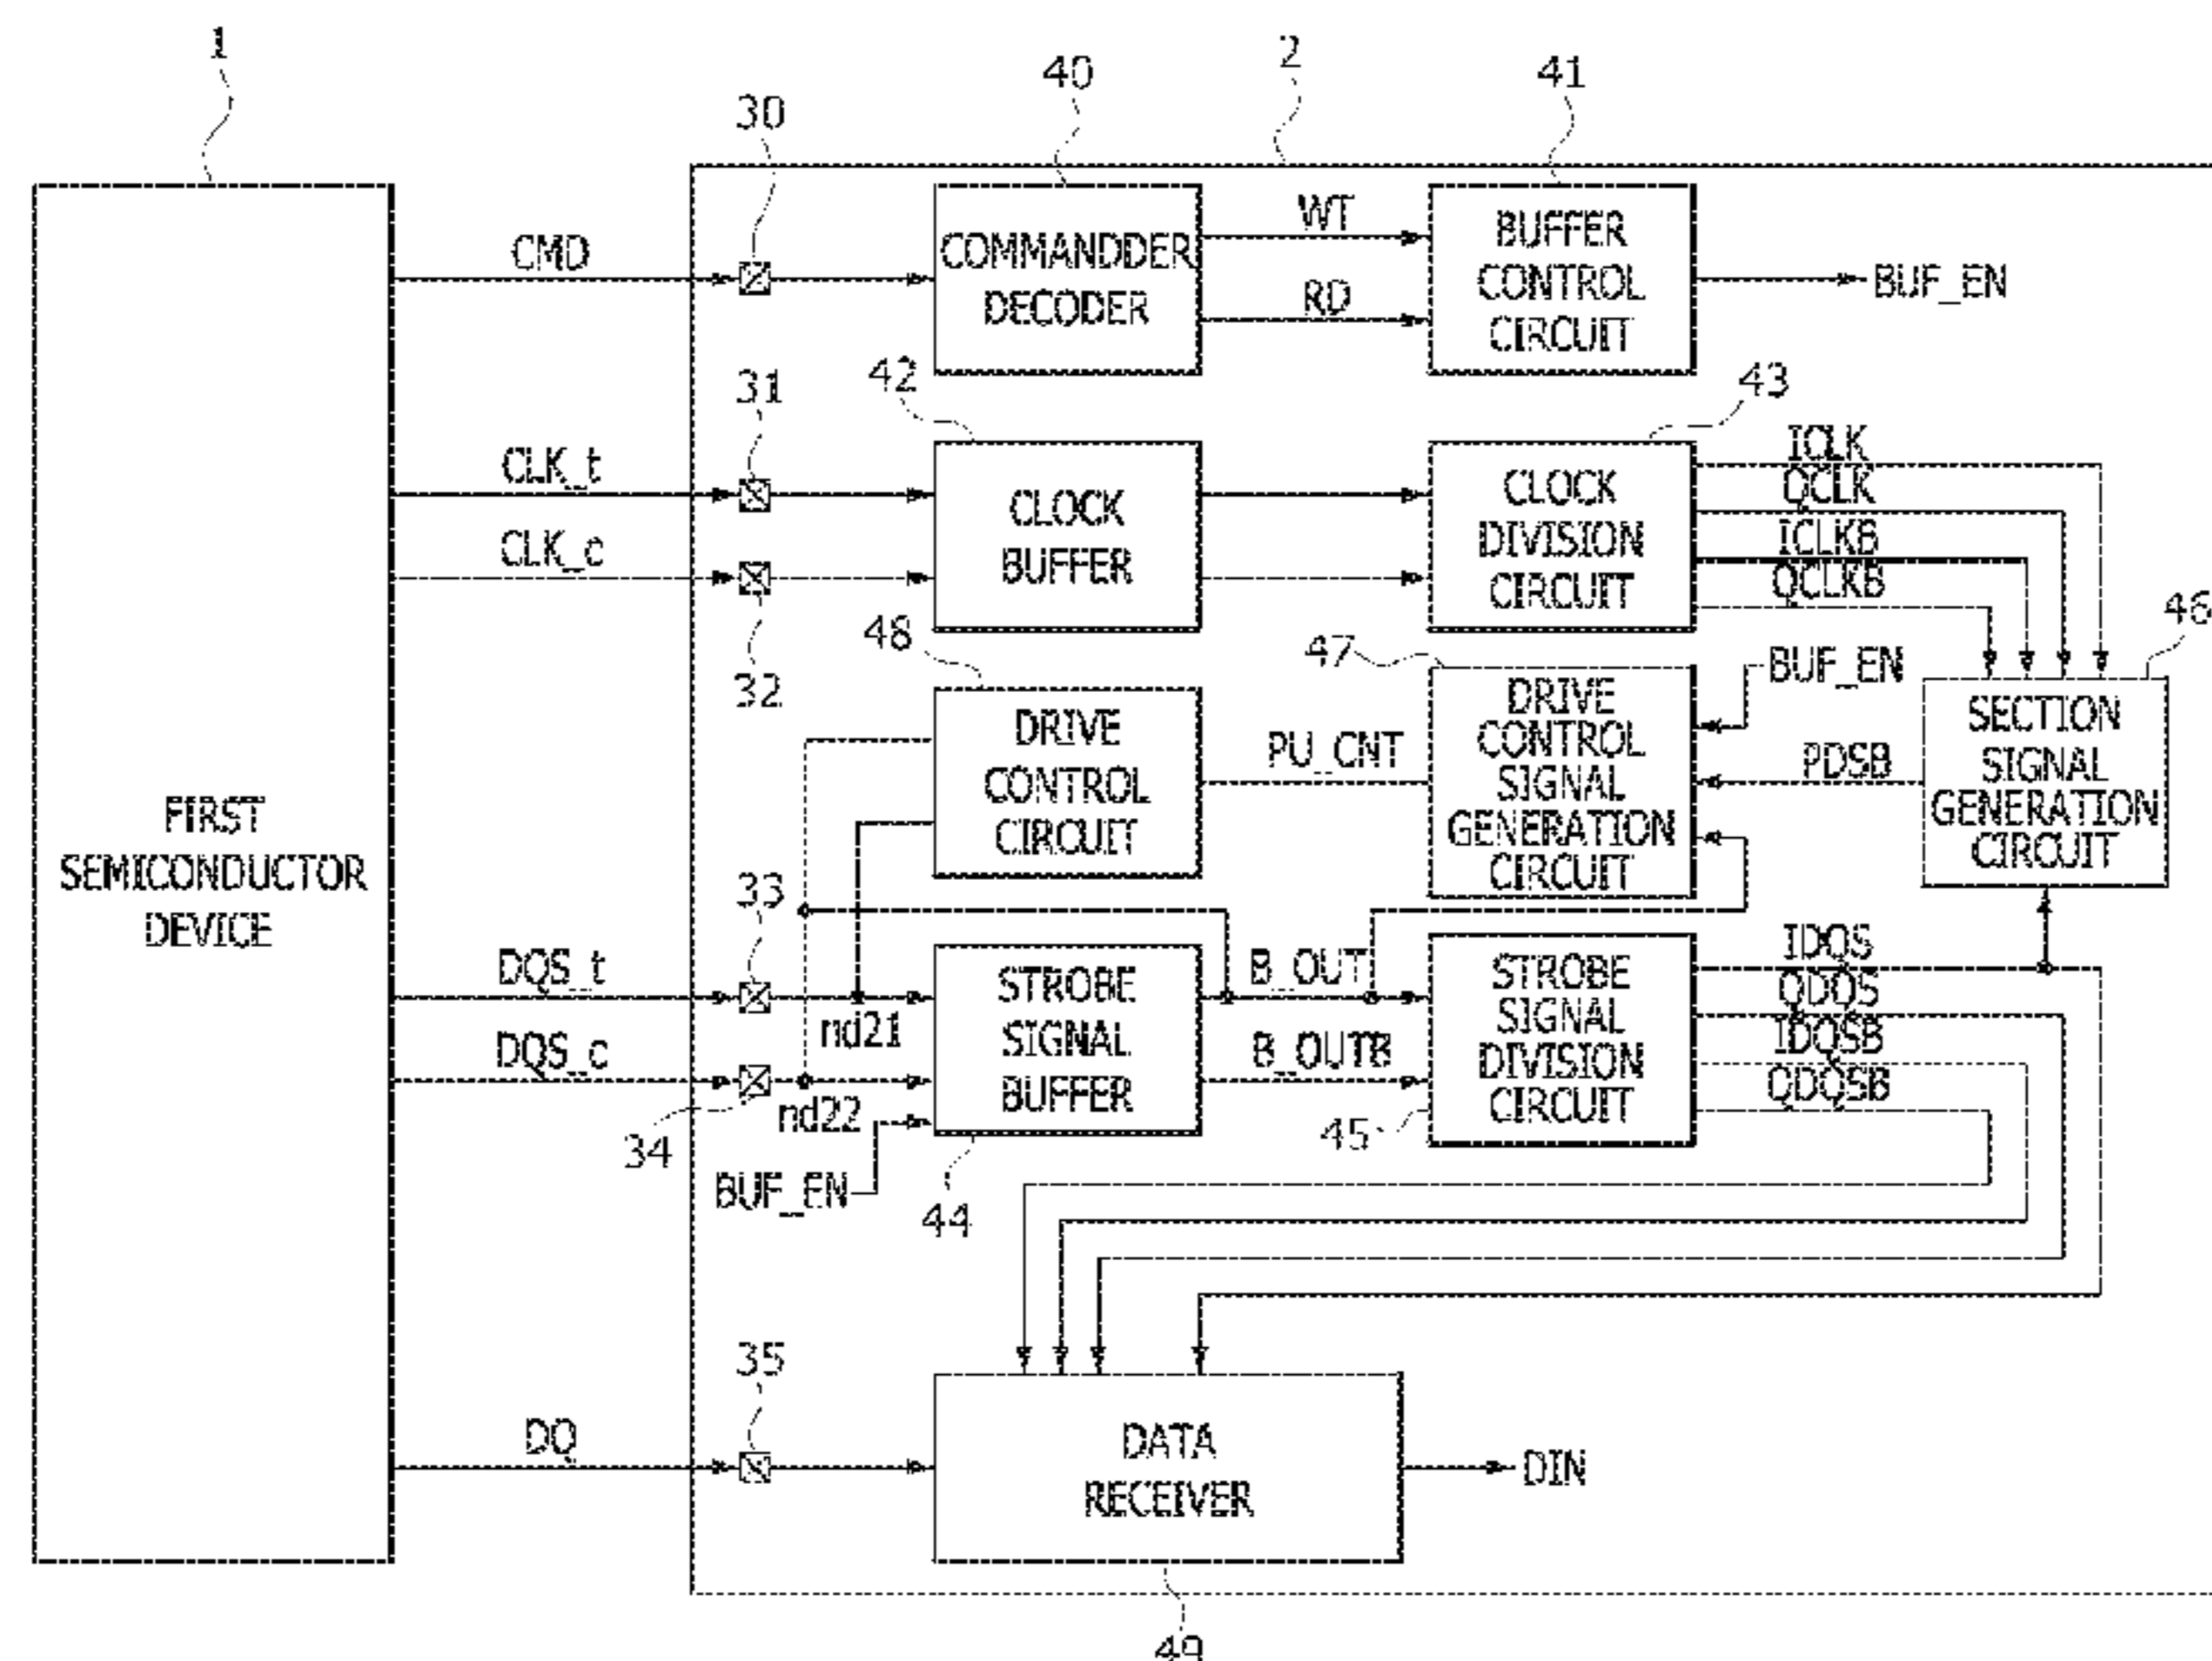 1
2
40
41
30
CMD
COMMANDDER
DECODER
WT
RD
BUFFER
CONTROL
CIRCUIT
BUF_EN
42
43
31
CLK_t
CLK_c
32
CLOCK
BUFFER
CLOCK
DIVISION
CIRCUIT
ICLK
QCLK
ICLKB
QCLKB
46
48
47
BUF_EN
DRIVE
CONTROL
CIRCUIT
PU_CNT
DRIVE
CONTROL
SIGNAL
GENERATION
CIRCUIT
PDSB
SECTION
SIGNAL
GENERATION
CIRCUIT
FIRST
SEMICONDUCTOR
DEVICE
33
DQS_t
nd21
DQS_c
nd22
34
BUF_EN
STROBE
SIGNAL
BUFFER
44
B_OUT
B_OUTB
STROBE
SIGNAL
DIVISION
CIRCUIT
45
IDQS
QDQS
IDQSB
QDQSB
35
DQ
DATA
RECEIVER
DIN
49